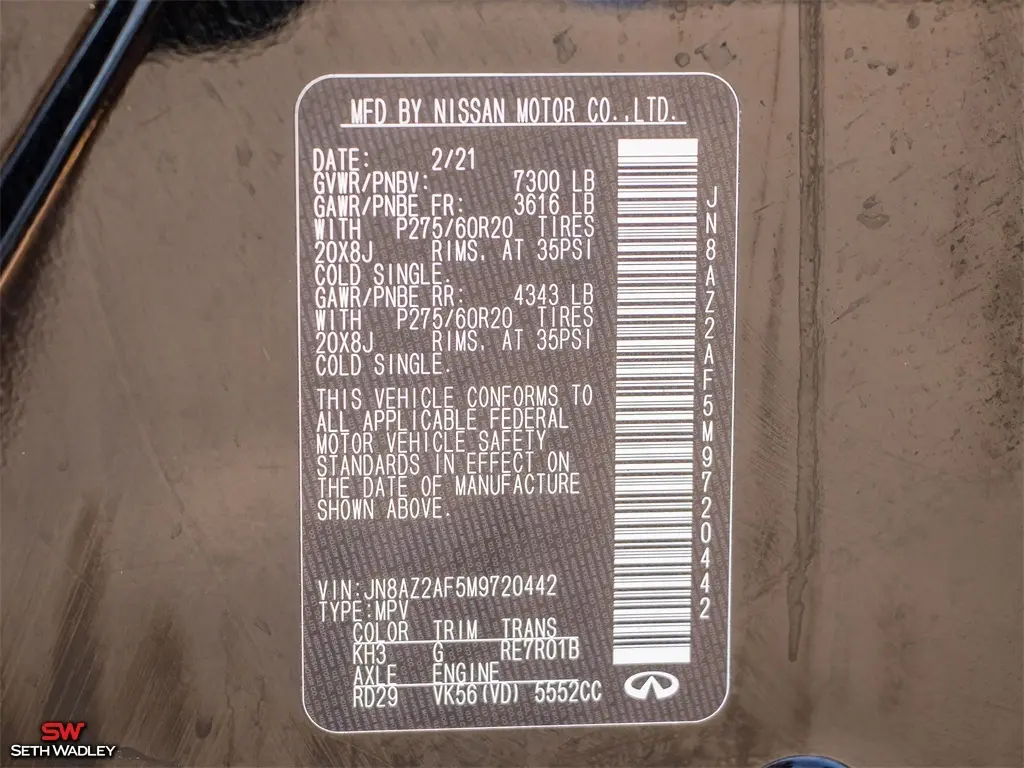 MFD BY NISSAN MOTOR CO.,LTD.
DATE: 2/21
GVWR/PNBV: 7300 LB
GAWR/PNBE FR: 3616 LB
WITH P275/60R20 TIRES
20X8J RIMS, AT 35PSI
COLD SINGLE.
GAWR/PNBE RR: 4343 LB
WITH P275/60R20 TIRES
20X8J RIMS, AT 35PSI
COLD SINGLE.
THIS VEHICLE CONFORMS TO
ALL APPLICABLE FEDERAL
MOTOR VEHICLE SAFETY
STANDARDS IN EFFECT ON
THE DATE OF MANUFACTURE
SHOWN ABOVE.
VIN:JN8AZ2AF5M9720442
TYPE:MPV
COLOR TRIM TRANS
KH3 G RE7R01B
AXLE ENGINE
RD29 VK56(VD) 5552CC
JN8AZ2AF5M9720442
SW
SETH WADLEY